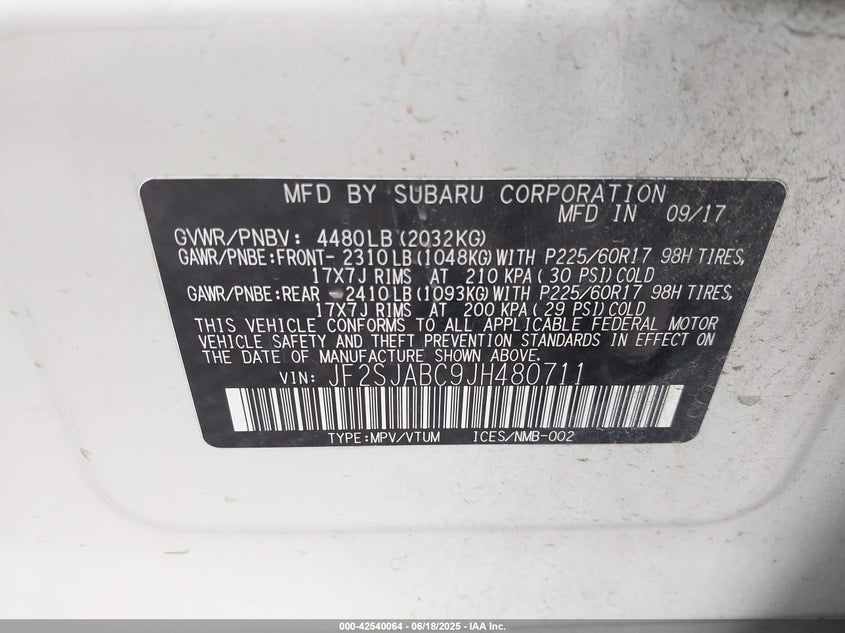 MFD BY SUBARU CORPORATION
MFD IN 09/17
GVWR/PNBV: 4480LB(2032KG)
GAWR/PNBE:FRONT- 2310LB(1048KG)WITH P225/60R17 98H TIRES,
17X7J RIMS AT 210 KPA(30 PSI)COLD
GAWR/PNBE:REAR -2410LB(1093KG)WITH P225/60R17 98H TIRES,
17X7J RIMS AT 200 KPA(29 PSI)COLD
THIS VEHICLE CONFORMS TO ALL APPLICABLE FEDERAL MOTOR
VEHICLE SAFETY AND THEFT PREVENTION STANDARDS IN EFFECT ON
THE DATE OF MANUFACTURE SHOWN ABOVE.
VIN: JF2SJABC9JH480711
TYPE:MPV/VTUM ICES/NMB-002
000-42540064 - 06/18/2025 - IAA Inc.